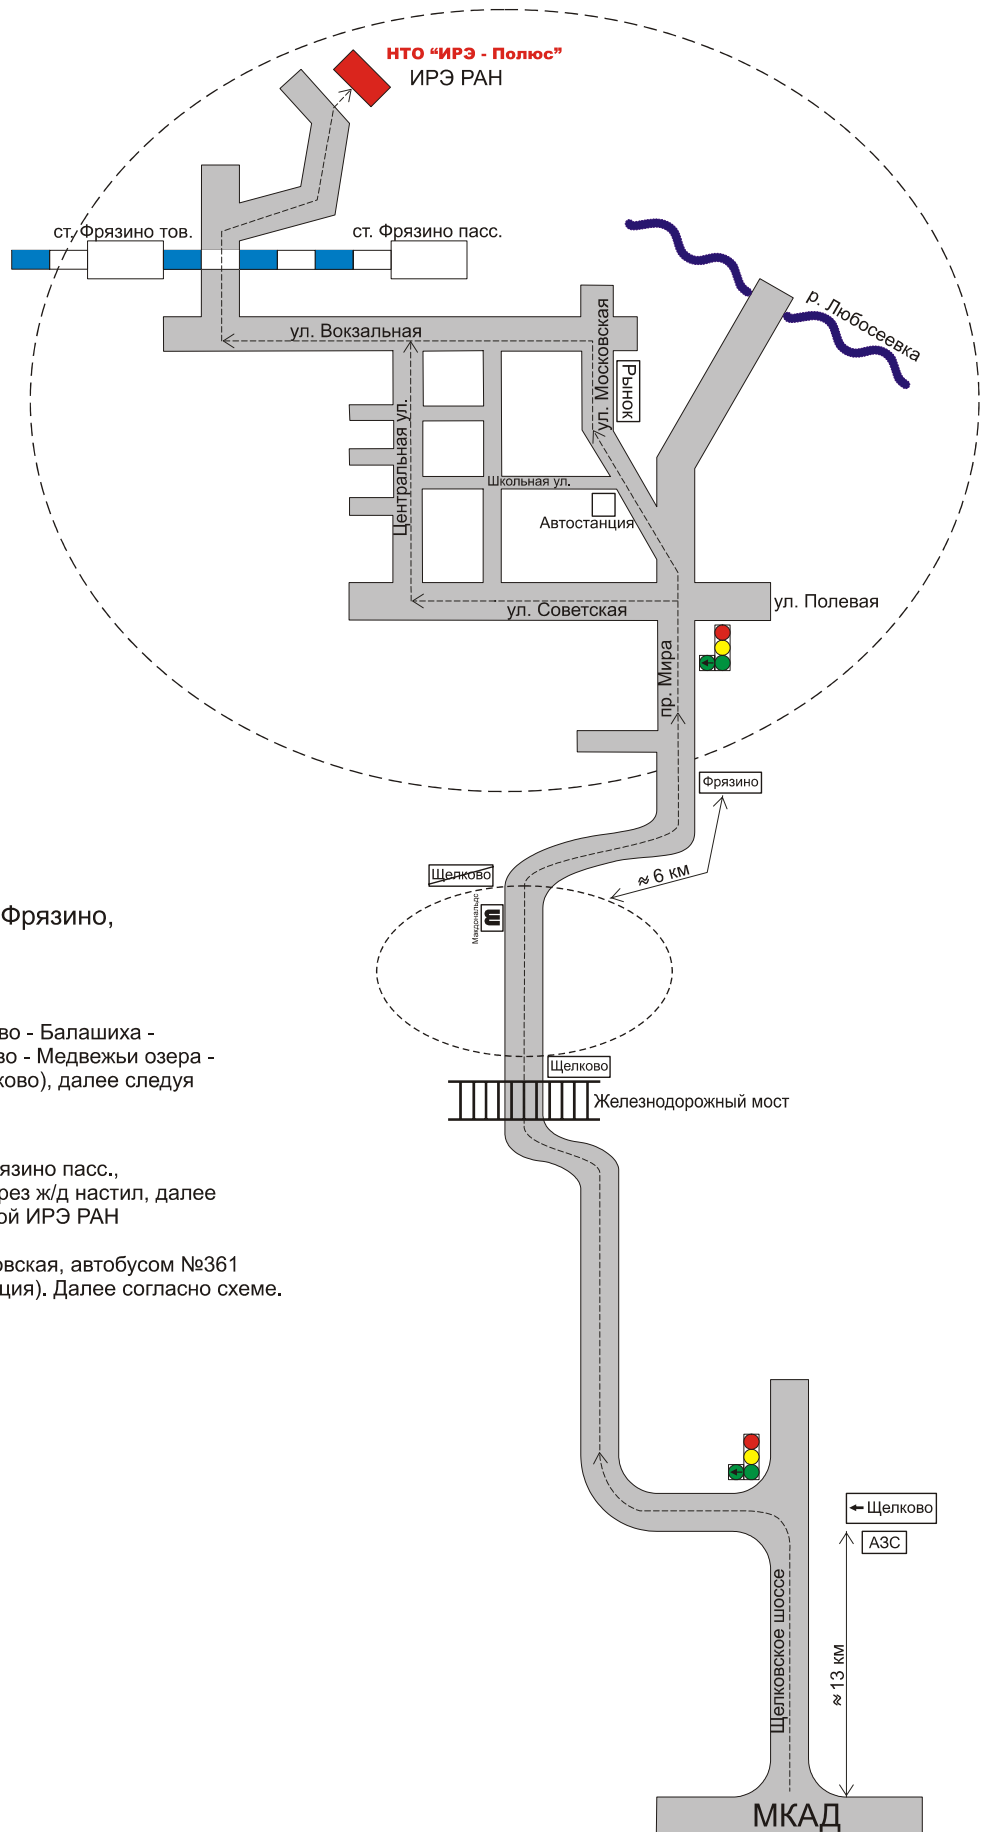 НТО “ИРЭ - Полюс”
ИРЭ РАН
ст. Фрязино тов.
ст. Фрязино пасс.
р. Любосеевка
ул. Вокзальная
ул. Московская
Рынок
Центральная ул.
Школьная ул.
Автостанция
ул. Советская
ул. Полевая
пр. Мира
Фрязино
≈ 6 км
Щелково
Макдональдс
m
Фрязино,
во - Балашиха -
во - Медвежьи озера -
ково), далее следуя
Щелково
Железнодорожный мост
язино пасс.,
рез ж/д настил, далее
ой ИРЭ РАН
овская, автобусом №361
ция). Далее согласно схеме.
Щелково
АЗС
Щелковское шоссе
≈ 13 км
МКАД